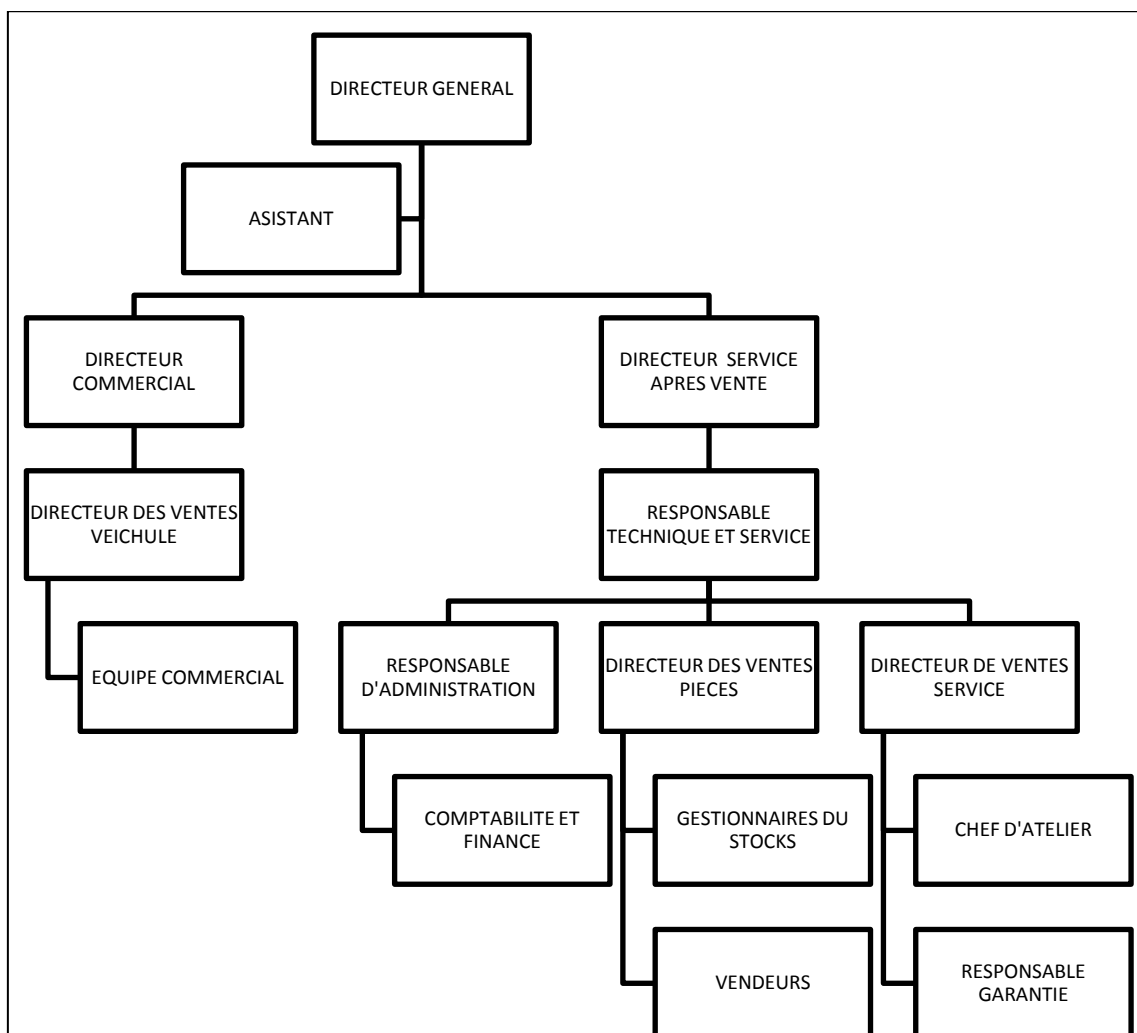 DIRECTEUR GENERAL
ASISTANT
DIRECTEUR
COMMERCIAL
DIRECTEUR SERVICE
APRES VENTE
DIRECTEUR DES VENTES
VEICHULE
RESPONSABLE
TECHNIQUE ET SERVICE
EQUIPE COMMERCIAL
RESPONSABLE
D'ADMINISTRATION
DIRECTEUR DES VENTES
PIECES
DIRECTEUR DE VENTES
SERVICE
COMPTABILITE ET
FINANCE
GESTIONNAIRES DU
STOCKS
CHEF D'ATELIER
VENDEURS
RESPONSABLE
GARANTIE